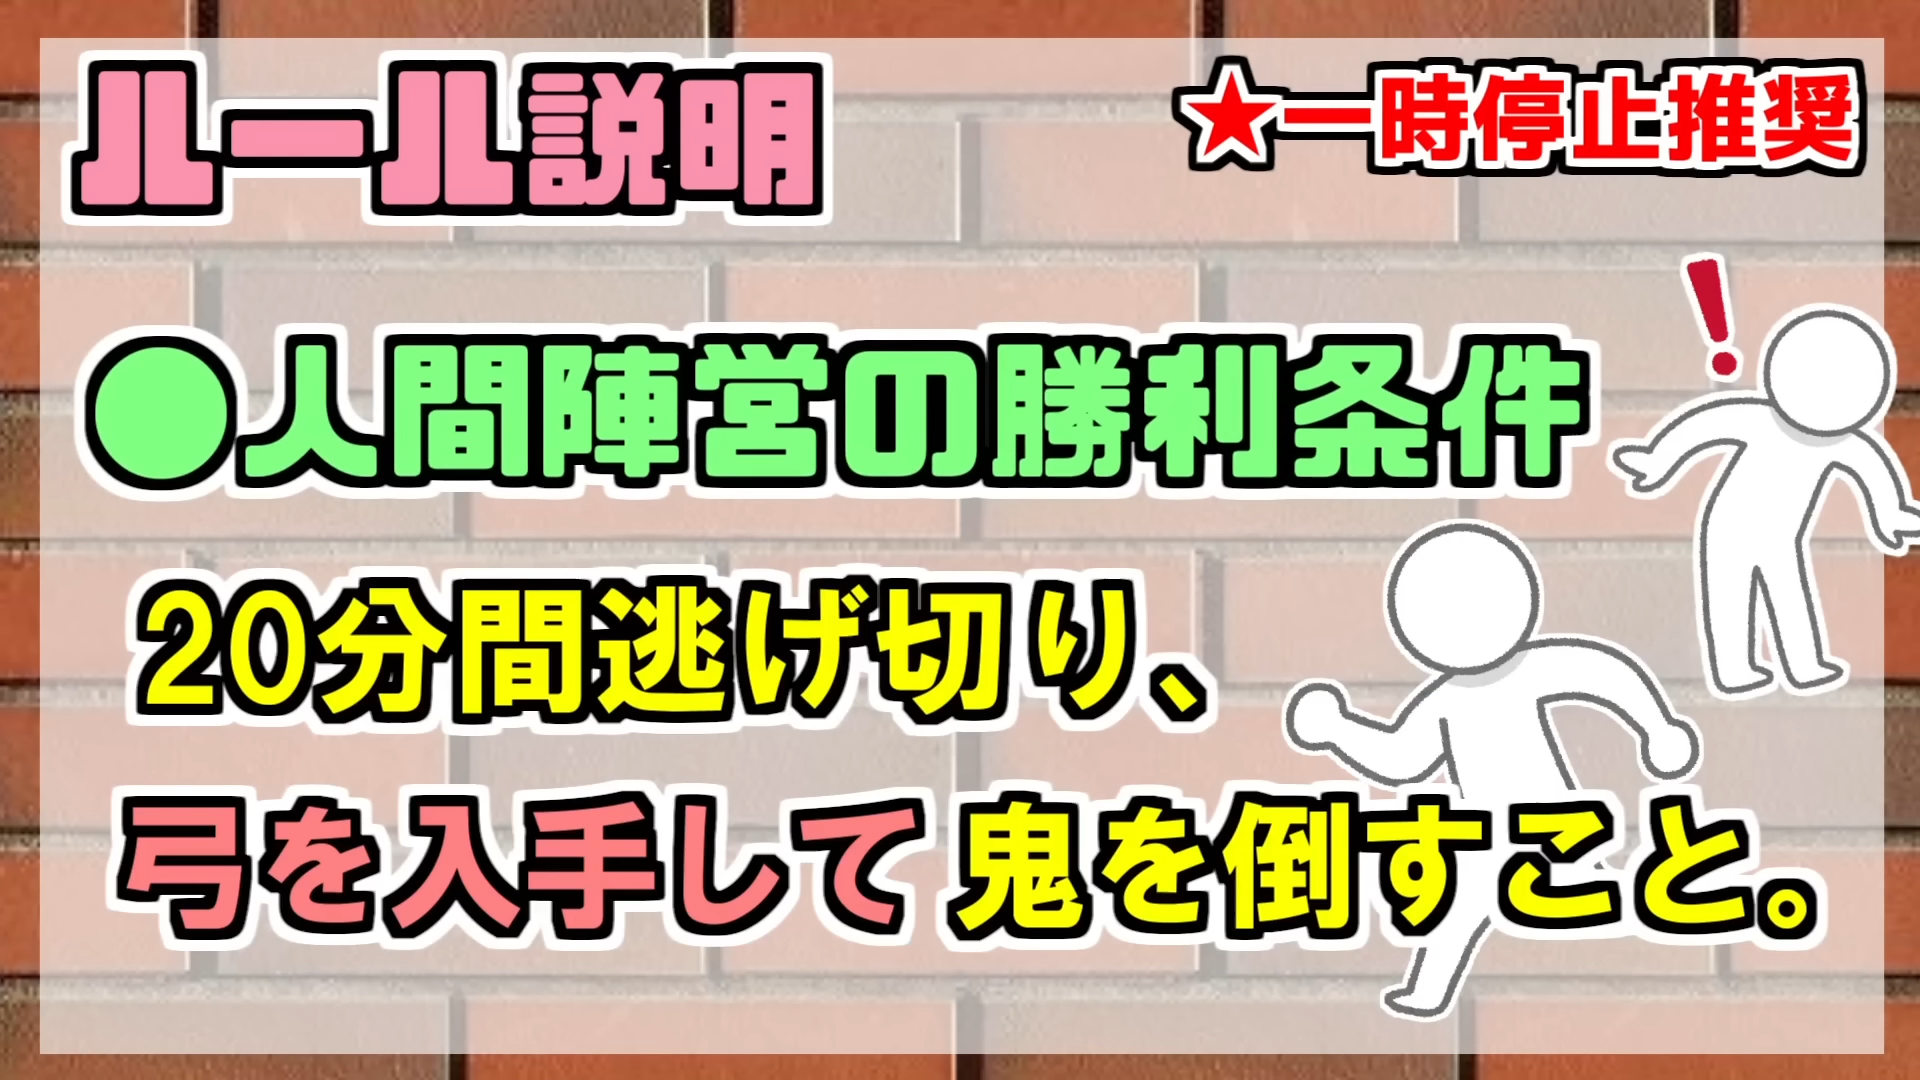 ルール説明
★一時停止推奨
●人間陣営の勝利条件
20分間逃げ切り、
弓を入手して鬼を倒すこと。